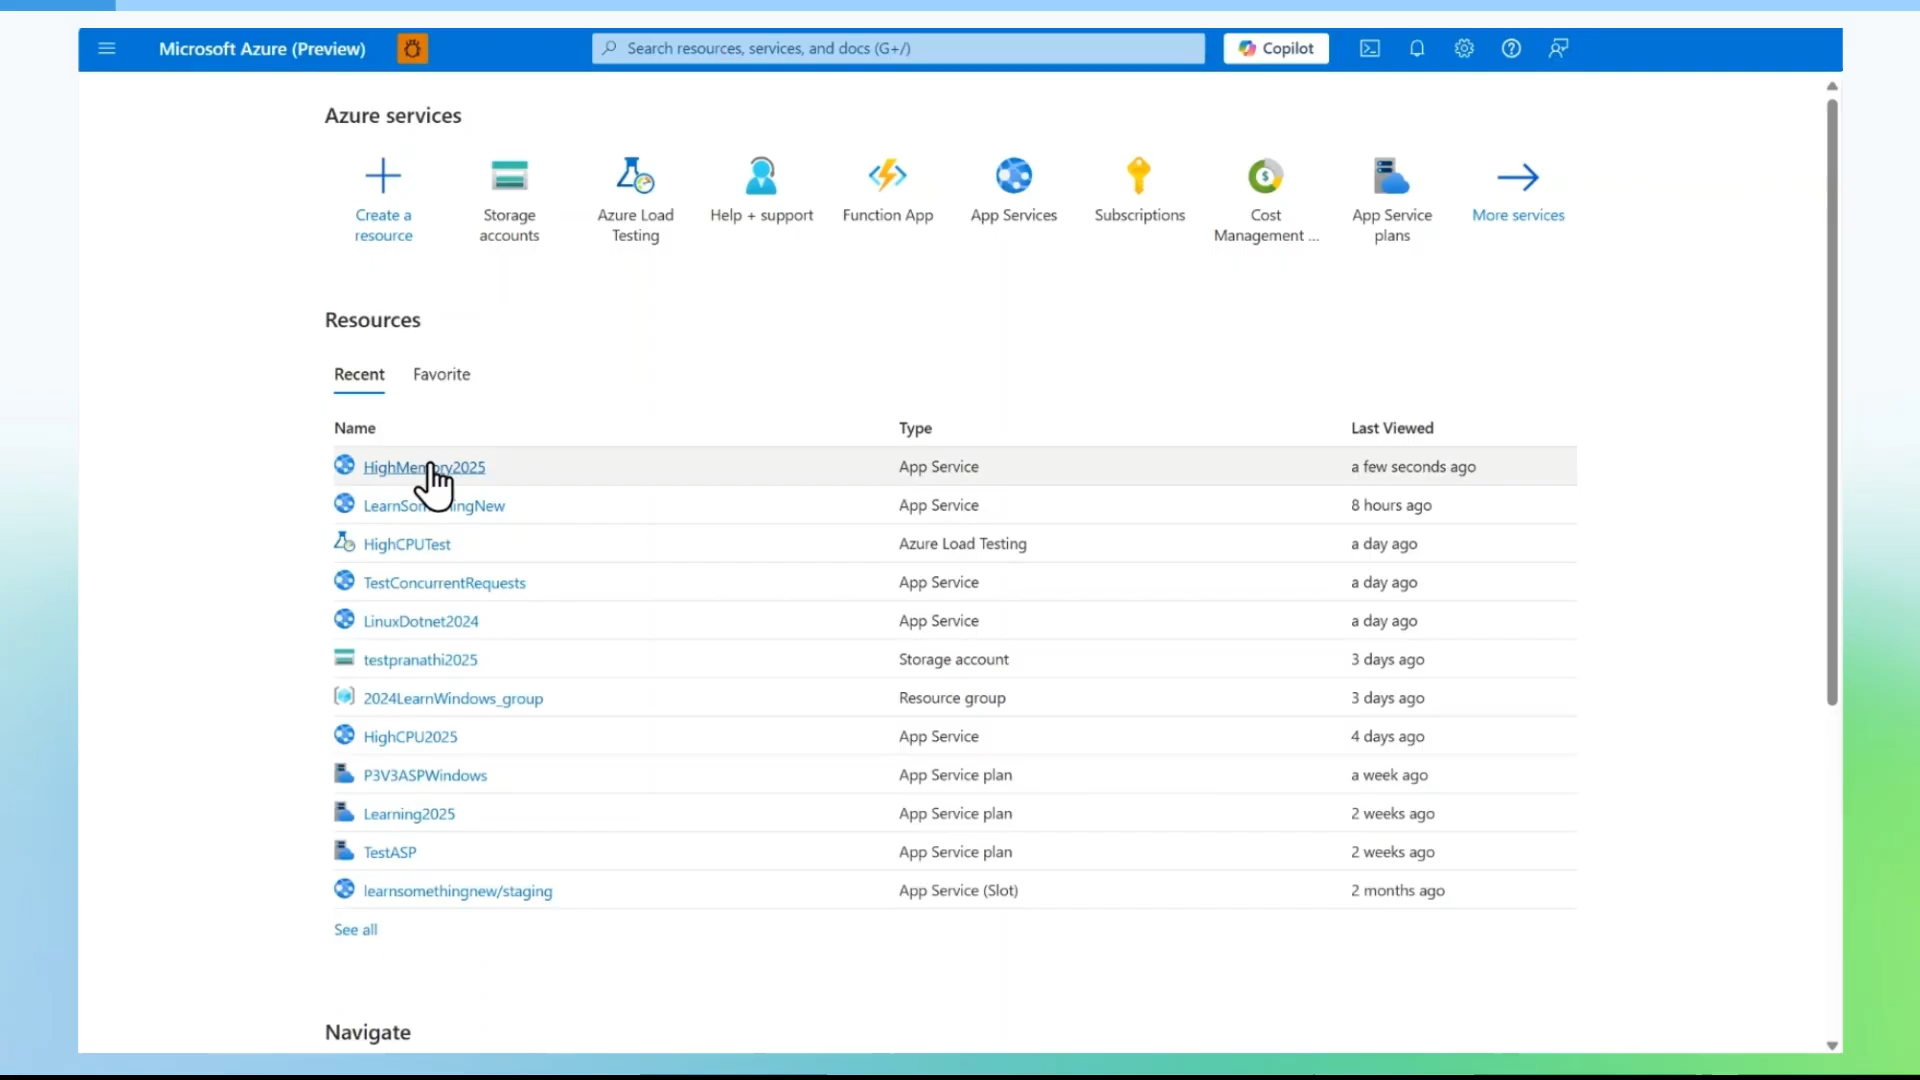 Microsoft Azure (Preview)
Search resources, services, and docs (G+/)
Copilot
Azure services
Create a resource
Storage accounts
Azure Load Testing
Help + support
Function App
App Services
Subscriptions
Cost Management ...
App Service plans
More services
Resources
Recent Favorite
Name Type Last Viewed
HighMemory2025 App Service a few seconds ago
LearnSomethingNew App Service 8 hours ago
HighCPUTest Azure Load Testing a day ago
TestConcurrentRequests App Service a day ago
LinuxDotnet2024 App Service a day ago
testpranathi2025 Storage account 3 days ago
2024LearnWindows_group Resource group 3 days ago
HighCPU2025 App Service 4 days ago
P3V3ASPWindows App Service plan a week ago
Learning2025 App Service plan 2 weeks ago
TestASP App Service plan 2 weeks ago
learnsomethingnew/staging App Service (Slot) 2 months ago
See all
Navigate